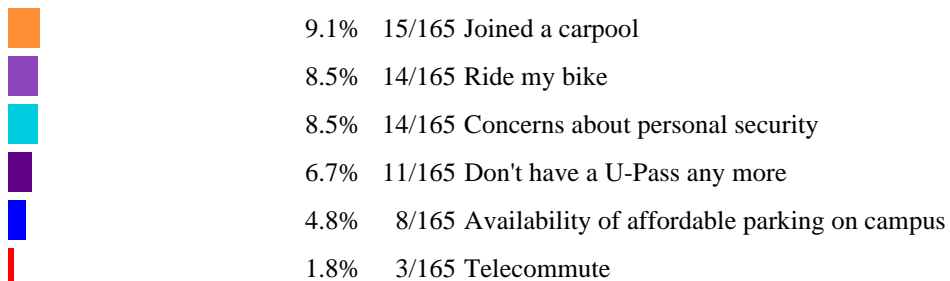 9.1% 15/165 Joined a carpool
8.5% 14/165 Ride my bike
8.5% 14/165 Concerns about personal security
6.7% 11/165 Don't have a U-Pass any more
4.8% 8/165 Availability of affordable parking on campus
1.8% 3/165 Telecommute